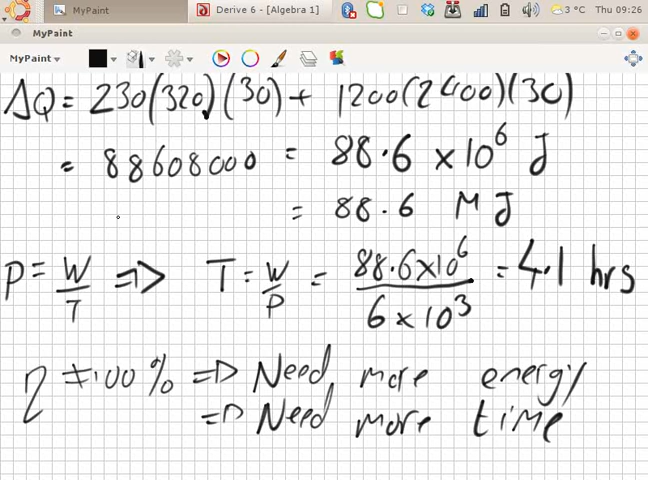 MyPaint
Derive 6 - [Algebra 1]
3 °C
Thu 09:26
MyPaint
MyPaint
ΔQ = 230(320)(30) + 1200(2400)(30)
= 88608000 = 88.6 × 10⁶ J
= 88.6 MJ
P = W/T => T = W/P = 88.6×10⁶/6×10³ = 4.1 hrs
η ≠ 100% => Need more energy
=> Need more time